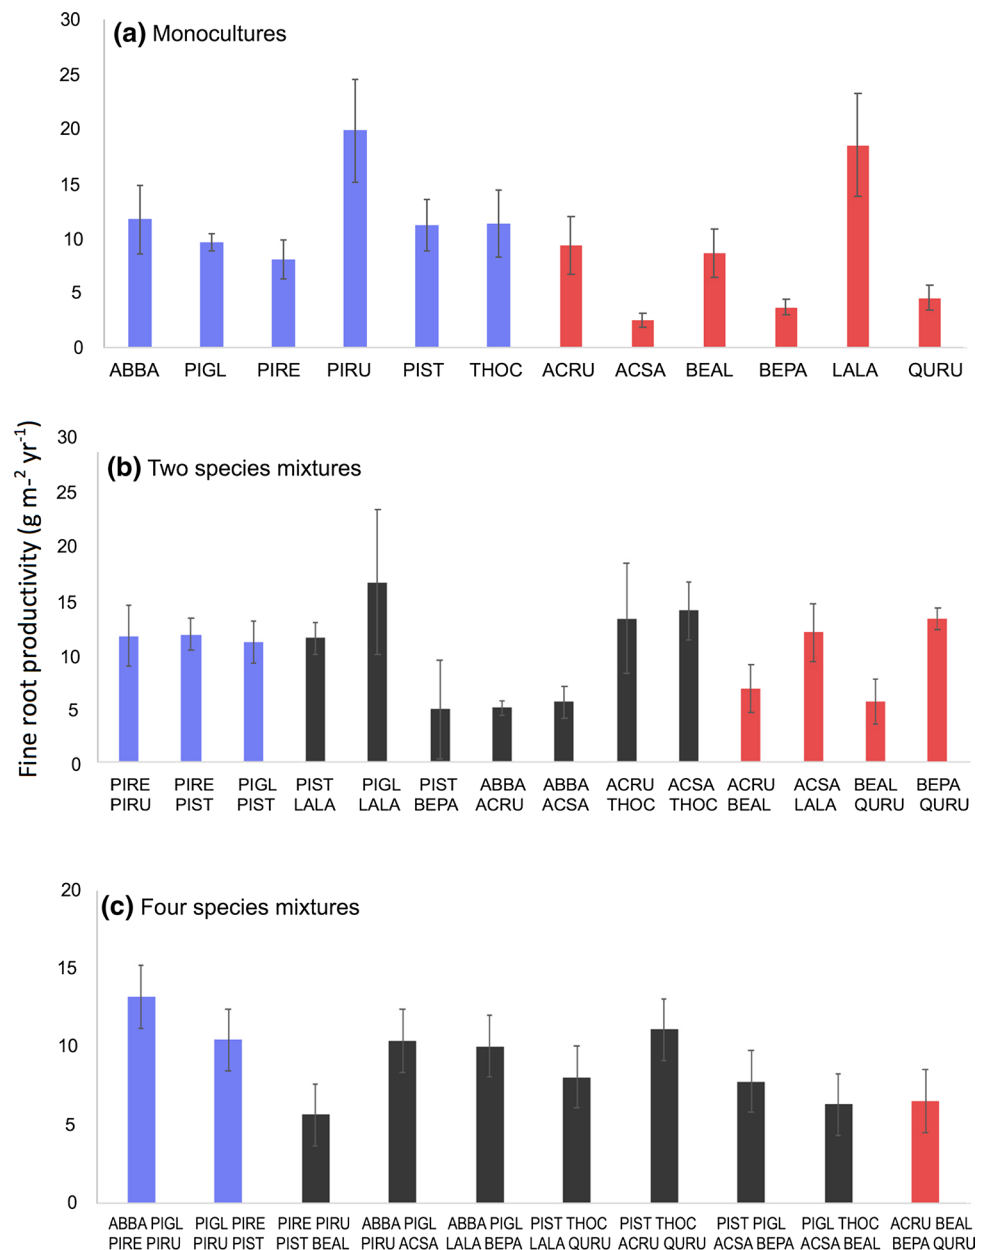 (a) Monocultures
30
25
20
15
10
5
0
ABBA PIGL PIRE PIRU PIST THOC ACRU ACSA BEAL BEPA LALA QURU
Fine root productivity (g m-² yr⁻¹)
(b) Two species mixtures
30
25
20
15
10
5
0
PIRE PIRE PIGL PIST PIGL PIST ABBA ABBA ACRU ACSA ACRU ACSA BEAL BEPA
PIRU PIST PIST LALA LALA BEPA ACRU ACSA THOC THOC BEAL LALA QURU QURU
(c) Four species mixtures
20
15
10
5
0
ABBA PIGL PIGL PIRE PIRE PIRU ABBA PIGL ABBA PIGL PIST THOC PIST THOC PIST PIGL PIGL THOC ACRU BEAL
PIRE PIRU PIRU PIST PIST BEAL PIRU ACSA LALA BEPA LALA QURU ACRU QURU ACSA BEPA ACSA BEAL BEPA QURU